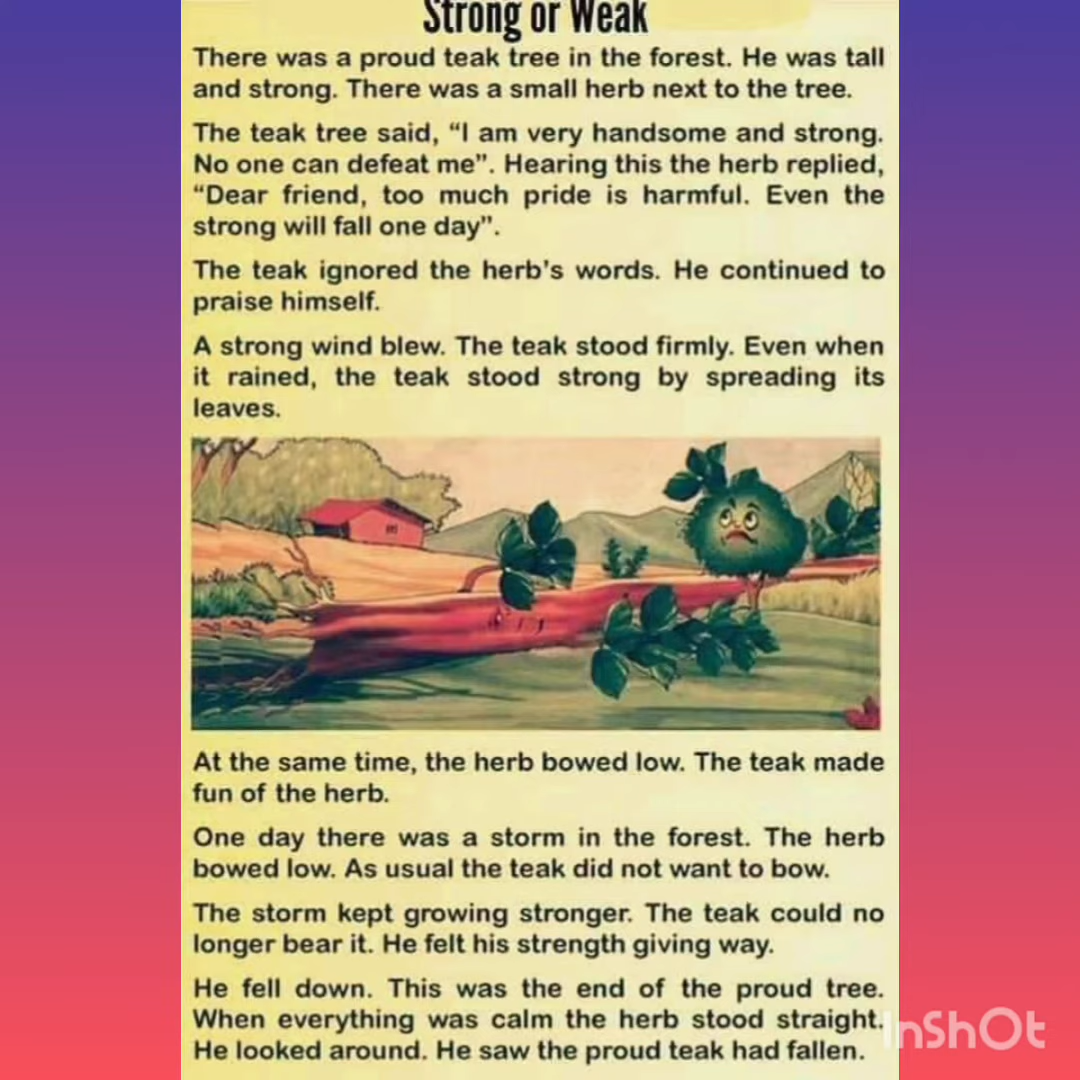 Strong or Weak
There was a proud teak tree in the forest. He was tall
and strong. There was a small herb next to the tree.
The teak tree said, “I am very handsome and strong.
No one can defeat me”. Hearing this the herb replied,
“Dear friend, too much pride is harmful. Even the
strong will fall one day”.
The teak ignored the herb’s words. He continued to
praise himself.
A strong wind blew. The teak stood firmly. Even when
it rained, the teak stood strong by spreading its
leaves.
At the same time, the herb bowed low. The teak made
fun of the herb.
One day there was a storm in the forest. The herb
bowed low. As usual the teak did not want to bow.
The storm kept growing stronger. The teak could no
longer bear it. He felt his strength giving way.
He fell down. This was the end of the proud tree.
When everything was calm the herb stood straight.
He looked around. He saw the proud teak had fallen.
InShOt